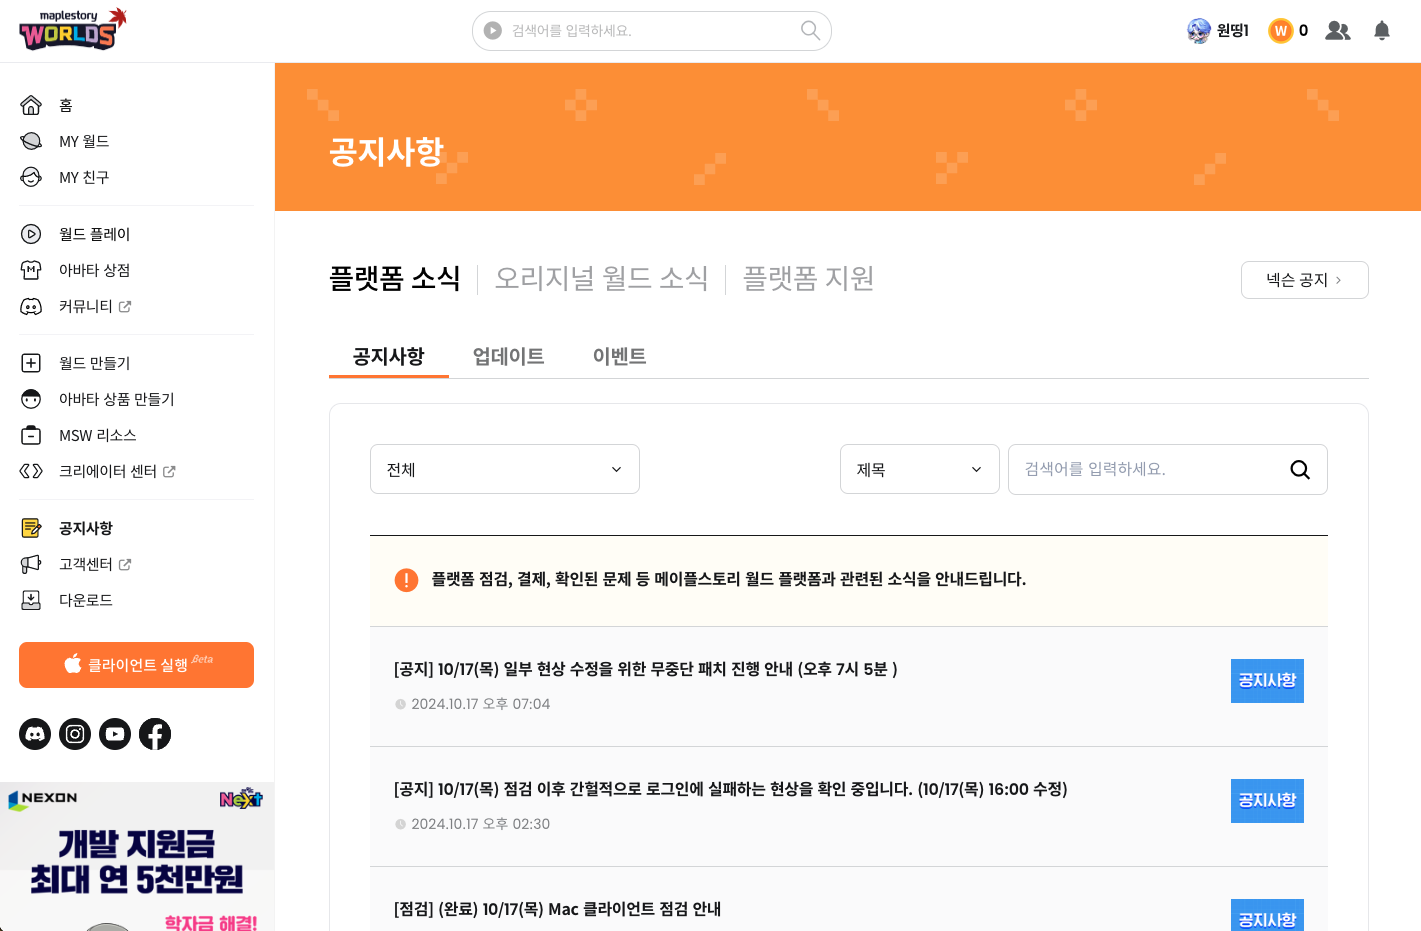 maplestory
WORLDS
검색어를 입력하세요.
원띵1
W 0
홈
MY 월드
MY 친구
월드 플레이
아바타 상점
커뮤니티
월드 만들기
아바타 상품 만들기
MSW 리소스
크리에이터 센터
공지사항
고객센터
다운로드
클라이언트 실행 Beta
NEXON
NeXt
개발 지원금
최대 연 5천만원
학자금 해결!
공지사항
플랫폼 소식
오리지널 월드 소식
플랫폼 지원
넥슨 공지
공지사항
업데이트
이벤트
전체
제목
검색어를 입력하세요.
플랫폼 점검, 결제, 확인된 문제 등 메이플스토리 월드 플랫폼과 관련된 소식을 안내드립니다.
[공지] 10/17(목) 일부 현상 수정을 위한 무중단 패치 진행 안내 (오후 7시 5분 )
2024.10.17 오후 07:04
공지사항
[공지] 10/17(목) 점검 이후 간헐적으로 로그인에 실패하는 현상을 확인 중입니다. (10/17(목) 16:00 수정)
2024.10.17 오후 02:30
공지사항
[점검] (완료) 10/17(목) Mac 클라이언트 점검 안내
공지사항